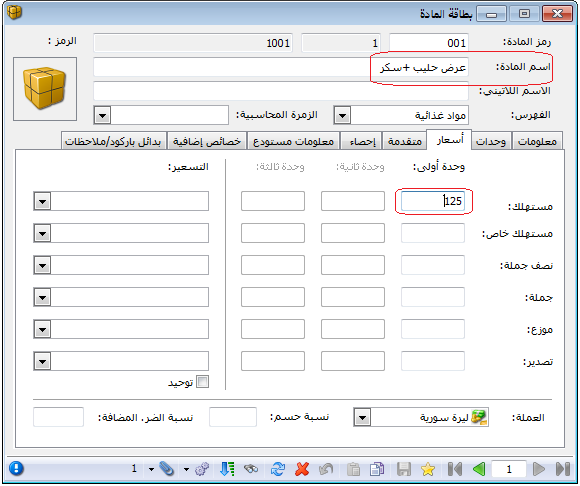 بطاقة المادة
رمز المادة: 001 1 1001 الرمز :
اسم المادة: عرض حليب +سكر
الاسم اللاتيني:
الفهرس: مواد غذائية الزمرة المحاسبية:
معلومات وحدات أسعار متقدمة إحصاء معلومات مستودع خصائص إضافية بدائل باركود/ملاحظات
وحدة أولى: وحدة ثانية: وحدة ثالثة: التسعير:
مستهلك: 125
مستهلك خاص:
نصف جملة:
جملة:
موزع:
تصدير:
توحيد
العملة: ليرة سورية نسبة حسم: نسبة الضر. المضافة:
1 1